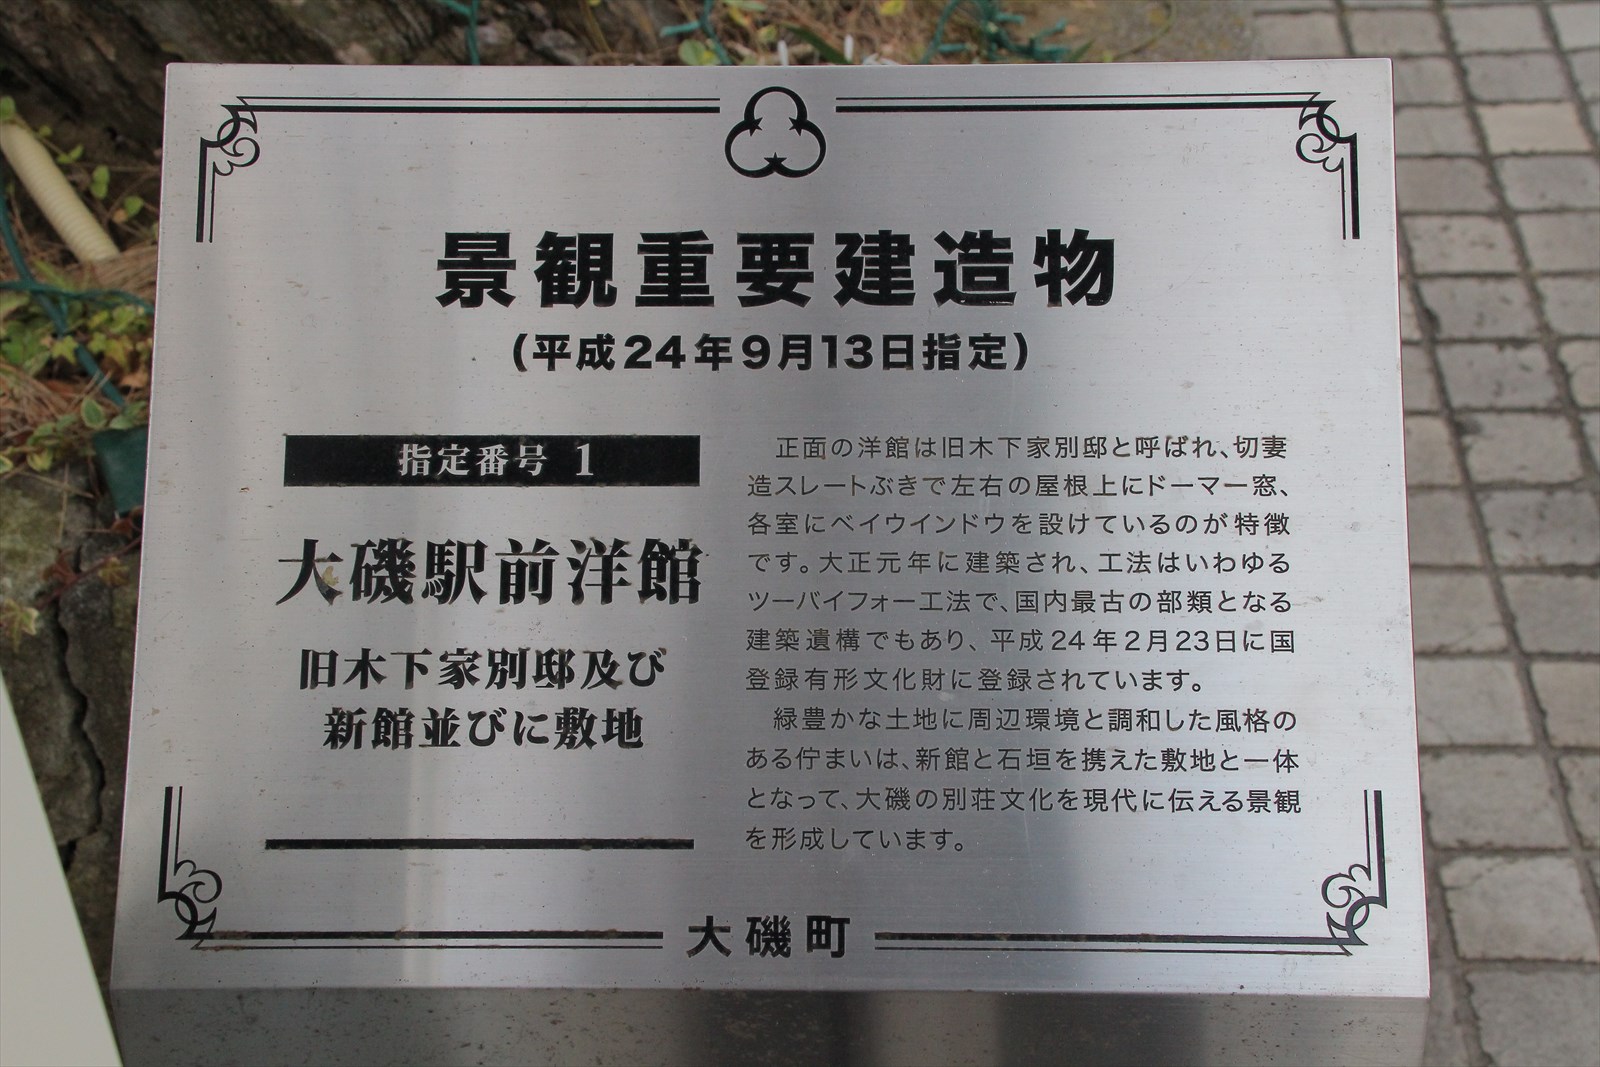 景観重要建造物
(平成24年9月13日指定)
指定番号 1
大磯駅前洋館
旧木下家別邸及び
新館並びに敷地
正面の洋館は旧木下家別邸と呼ばれ、切妻
造スレートぶきで左右の屋根上にドーマー窓、
各室にベイウインドウを設けているのが特徴
です。大正元年に建築され、工法はいわゆる
ツーバイフォー工法で、国内最古の部類となる
建築遺構でもあり、平成24年2月23日に国
登録有形文化財に登録されています。
緑豊かな土地に周辺環境と調和した風格の
ある佇まいは、新館と石垣を携えた敷地と一体
となって、大磯の別荘文化を現代に伝える景観
を形成しています。
大磯町